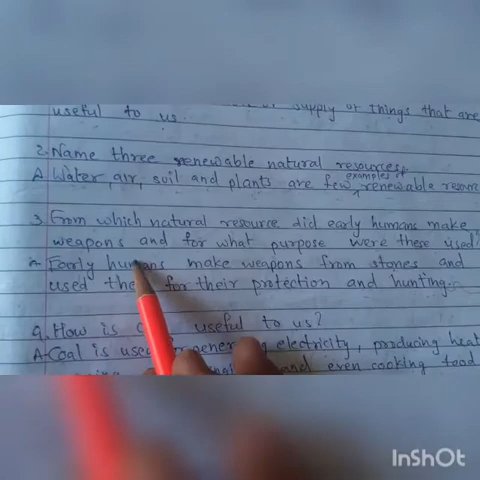 supply of things that are
useful to us.
2. Name three renewable natural resources.
examples of
A. Water, air, soil and plants are few ^ renewable resour
3. From which natural resource did early humans make
weapons and for what purpose were these used?
A- Early humans make weapons from stones and
used the for their protection and hunting.
4. How is useful to us?
A. Coal is used electricity, producing heat
and even cooking food
InShOt